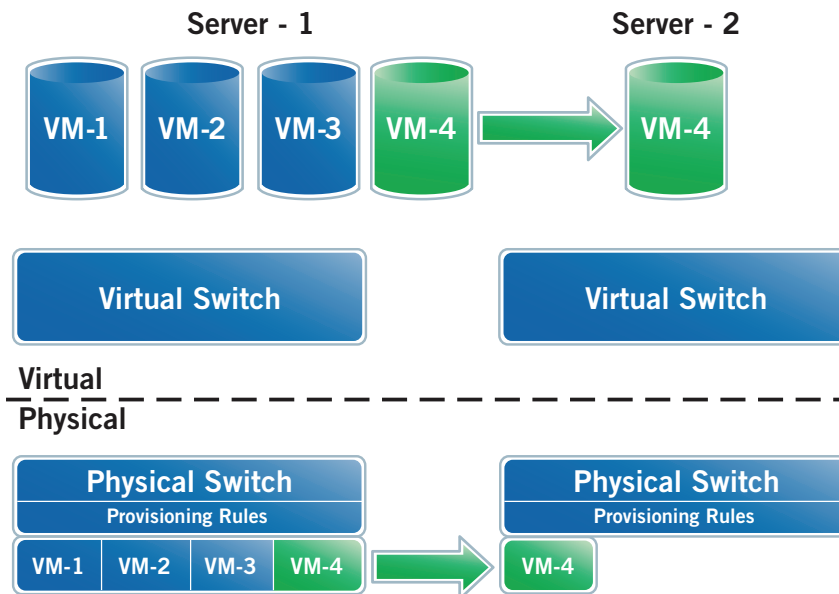 Server - 1
Server - 2
VM-1
VM-2
VM-3
VM-4
VM-4
Virtual Switch
Virtual Switch
Virtual
Physical
Physical Switch
Provisioning Rules
Physical Switch
Provisioning Rules
VM-1
VM-2
VM-3
VM-4
VM-4